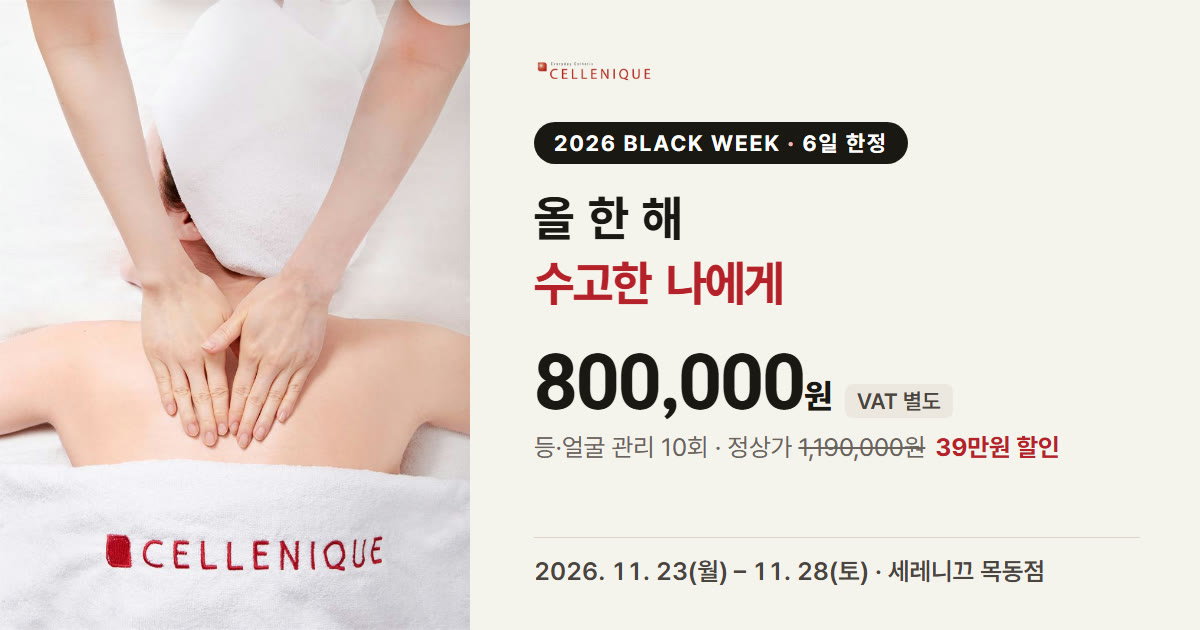 Everyday Esthetic
CELLENIQUE
2026 BLACK WEEK · 6일 한정
올 한 해
수고한 나에게
800,000원 VAT 별도
등·얼굴 관리 10회 · 정상가 1,190,000원 39만원 할인
2026. 11. 23(월) – 11. 28(토) · 세레니끄 목동점
CELLENIQUE